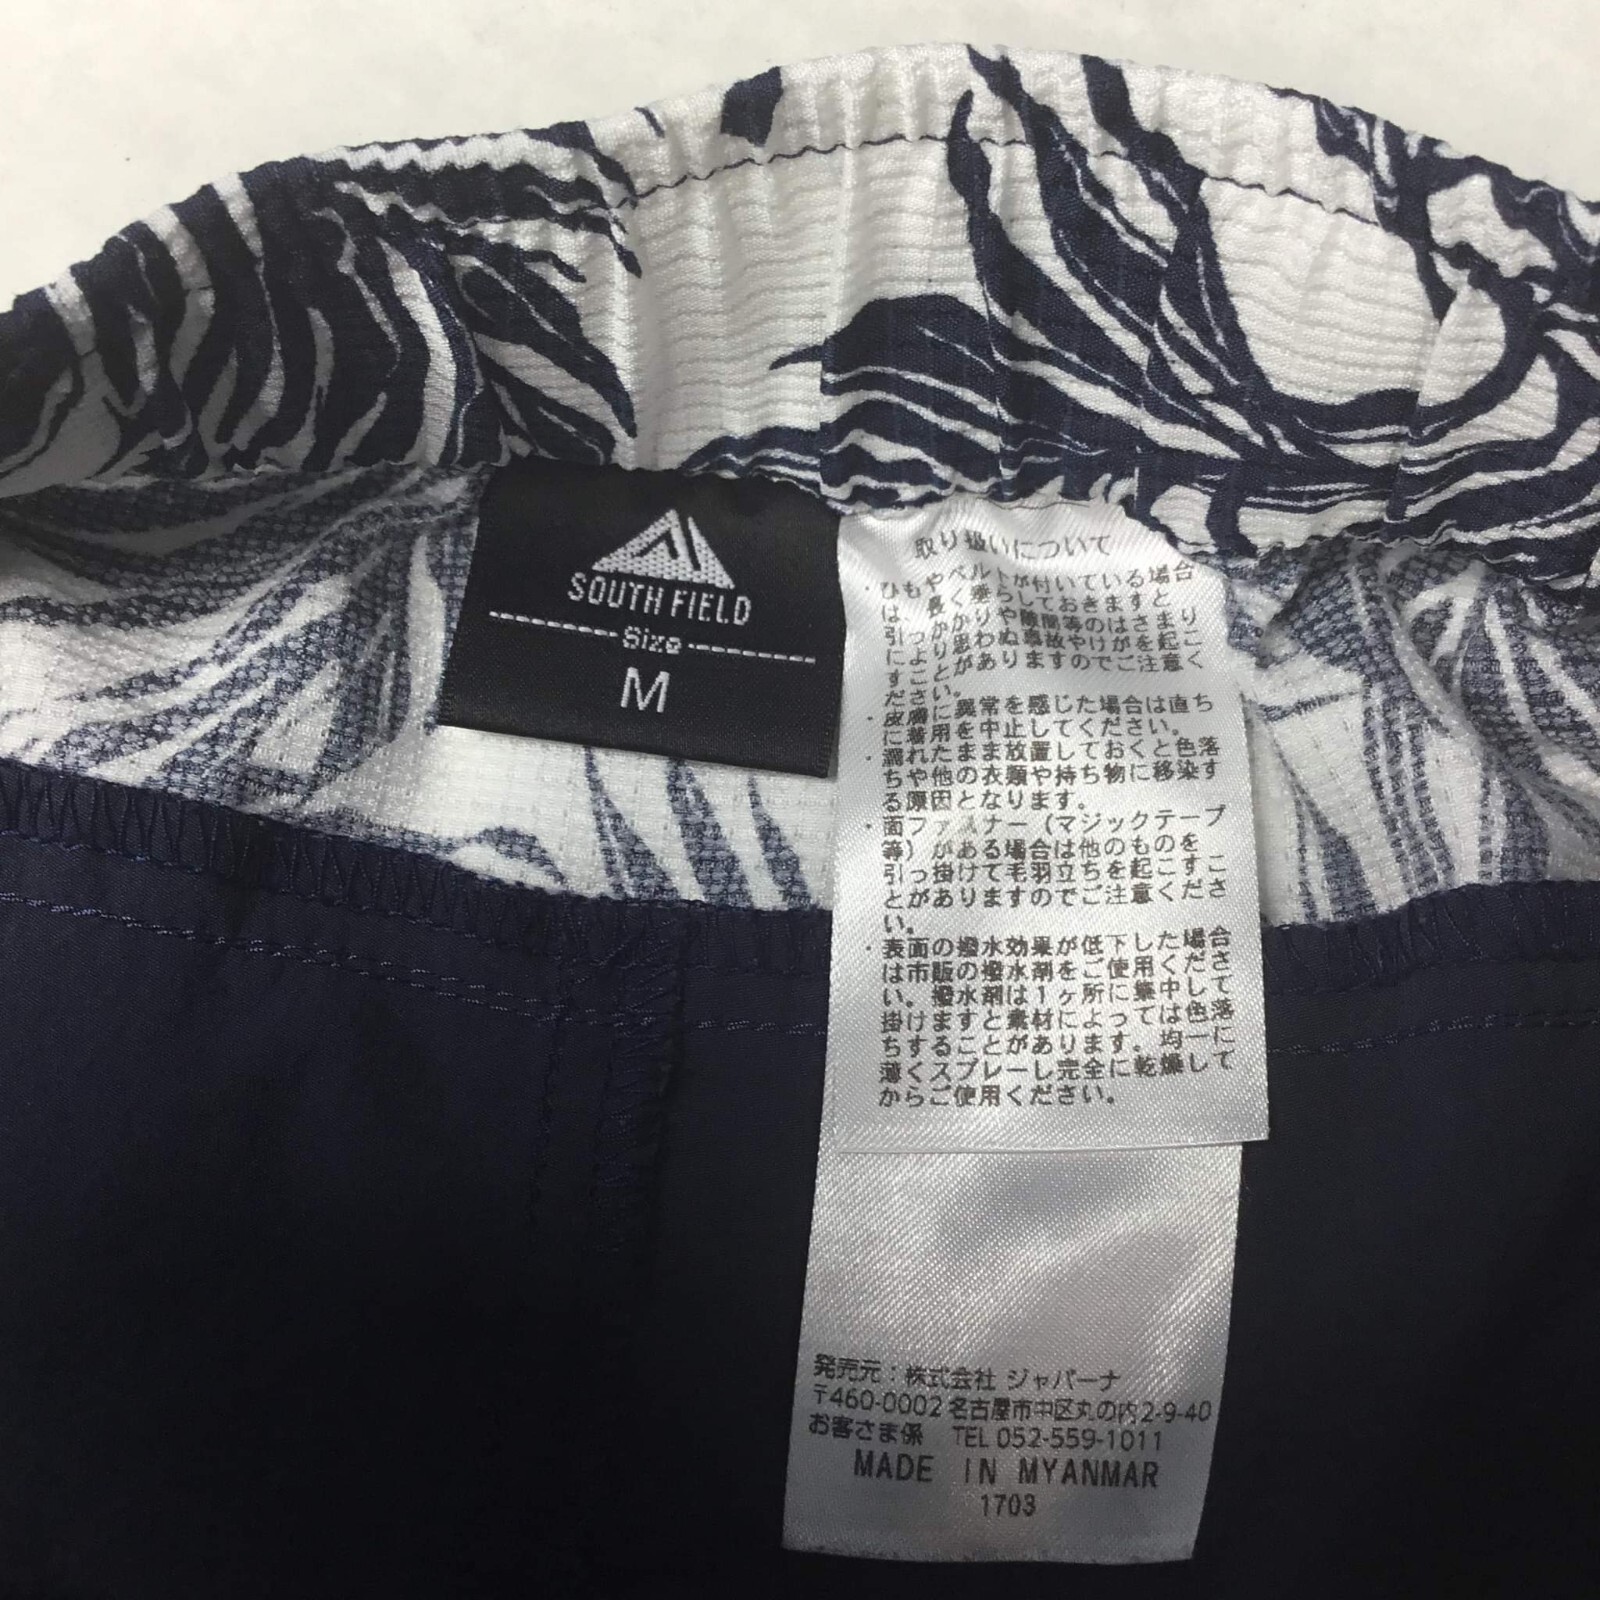 SOUTH FIELD
Size
M
取り扱いについて
・ひもやベルトが付いている場合
は、長く垂らしておきますと
引っかかりや隙間等のはさまり
により思わぬ事故やけがを起こ
すことがありますのでご注意く
ださい。
・皮膚に異常を感じた場合は直ち
に着用を中止してください。
・濡れたまま放置しておくと色落
ちや他の衣類や持ち物に移染す
る原因となります。
・面ファスナー(マジックテープ
等)がある場合は他のものを
引っ掛けて毛羽立ちを起こすこ
とがありますのでご注意くださ
い。
・表面の撥水効果が低下した場合
は市販の撥水剤をご使用くださ
い。撥水剤は1ヶ所に集中して
掛けますと素材によっては色落
ちすることがあります。均一に
薄くスプレーし完全に乾燥して
からご使用ください。
発売元:株式会社 ジャパーナ
〒460-0002 名古屋市中区丸の内2-9-40
お客さま係 TEL 052-559-1011
MADE IN MYANMAR
1703